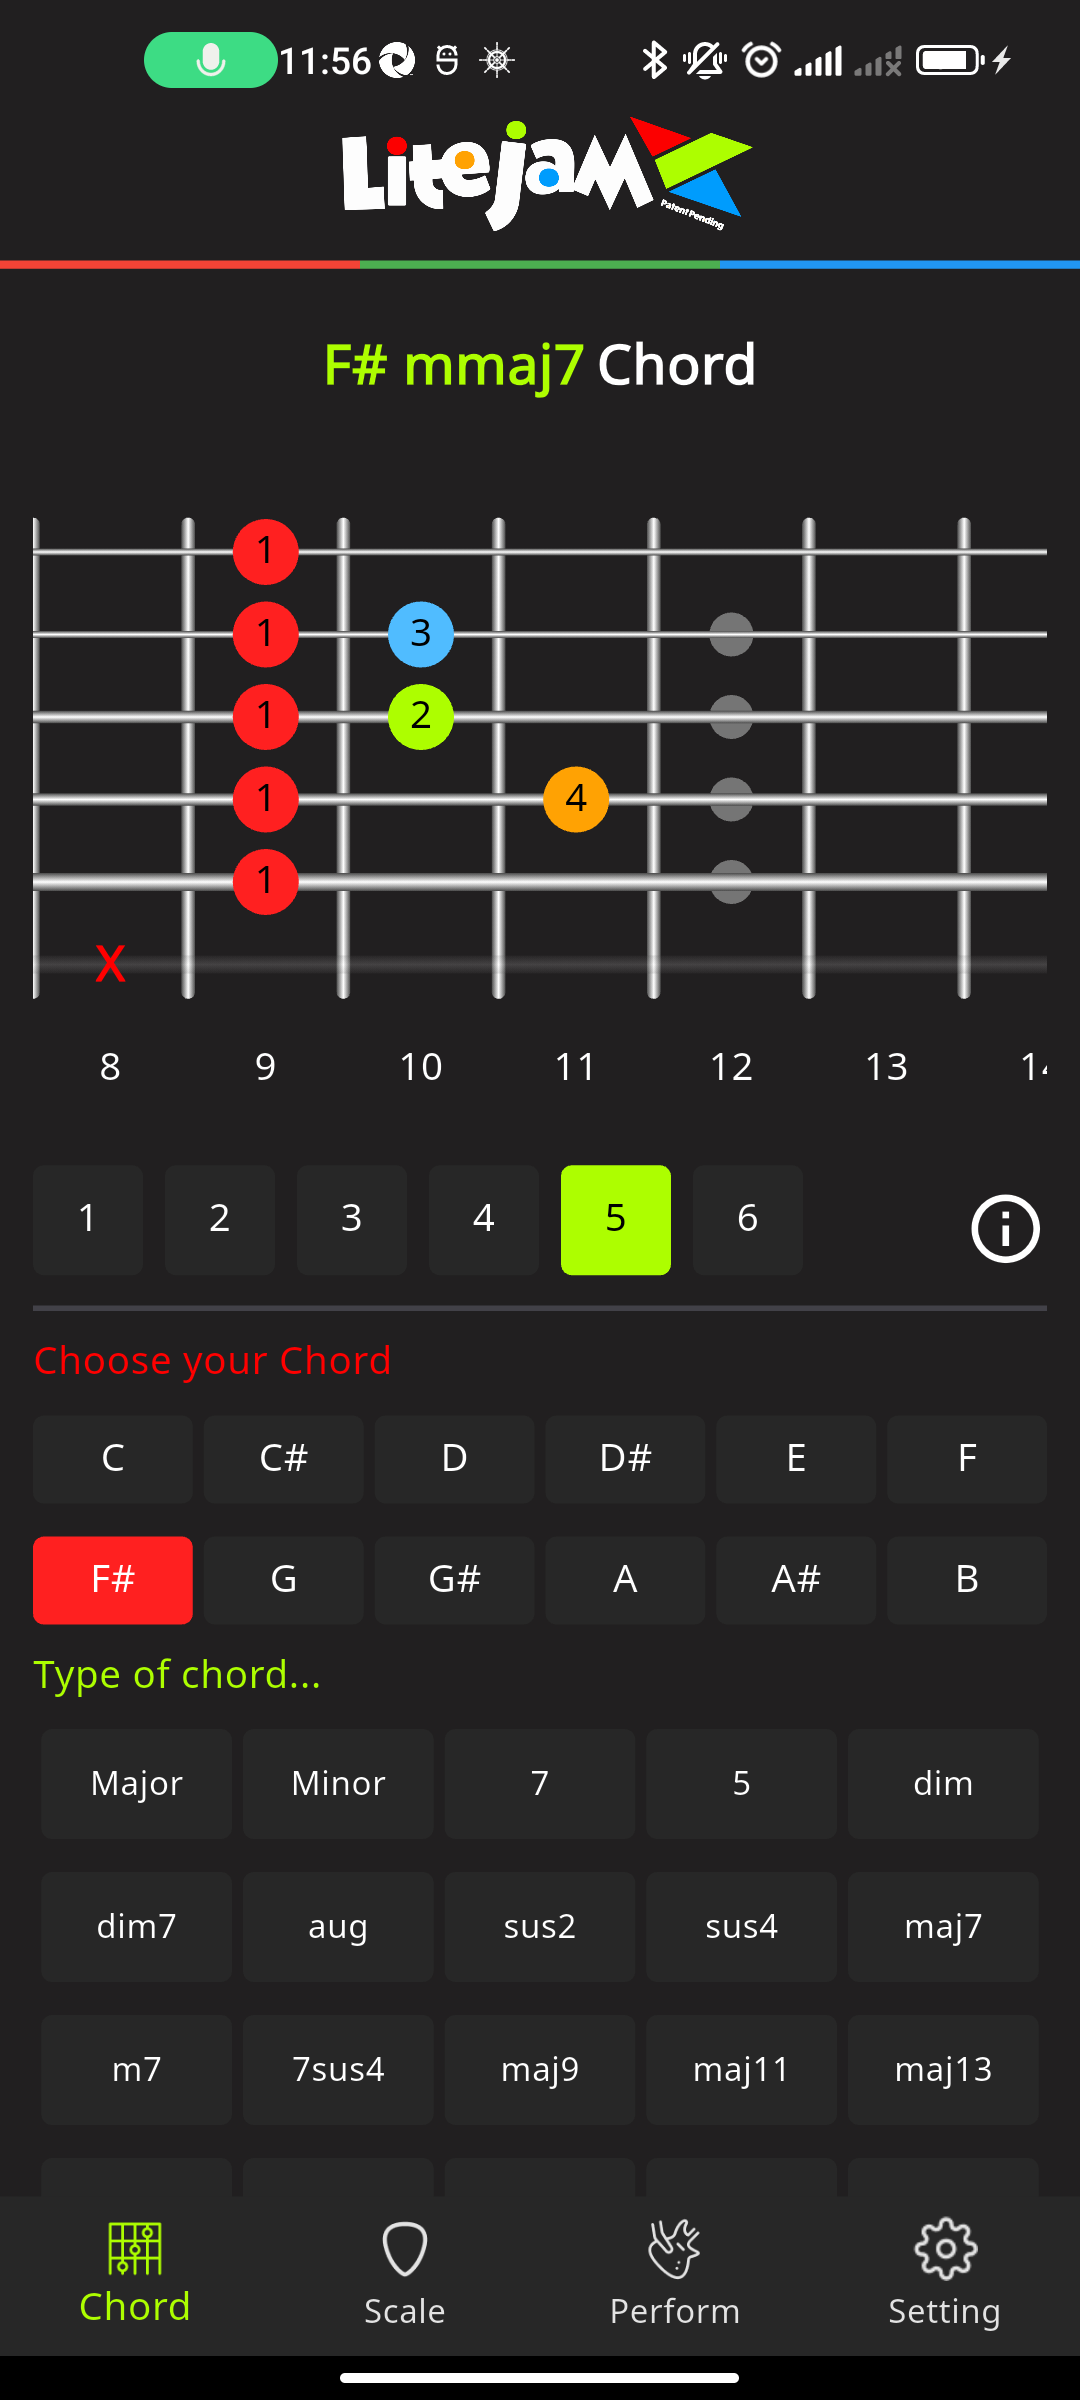 11:56
Litejam
Patent Pending
F# mmaj7 Chord
1
1 3
1 2
1 4
1
X
8 9 10 11 12 13
1 2 3 4 5 6
Choose your Chord
C C# D D# E F
F# G G# A A# B
Type of chord...
Major Minor 7 5 dim
dim7 aug sus2 sus4 maj7
m7 7sus4 maj9 maj11 maj13
Chord Scale Perform Setting